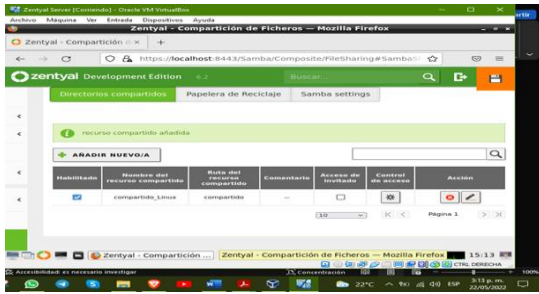 Zentyal Server [Corriendo] - Oracle VM VirtualBox
Archivo Máquina Ver Entrada Dispositivos Ayuda
Zentyal - Compartición de Ficheros — Mozilla Firefox
Zentyal - Compartición
https://localhost:8443/Samba/Composite/FileSharing#Samba
zentyal Development Edition 6.2
Buscar...
Directorios compartidos Papelera de Reciclaje Samba settings
recurso compartido añadida
AÑADIR NUEVO/A
Habilitado Nombre del recurso compartido Ruta del recurso compartido Comentario Acceso de invitado Control de acceso Acción
compartido_Linux compartido --
10 Página 1
Zentyal - Compartición ... Zentyal - Compartición de Ficheros — Mozilla Firefox 15:13
CTRL DERECHA
Accesibilidad: es necesario investigar Concentración 100%
22°C ESP 3:13 p. m.
22/05/2022